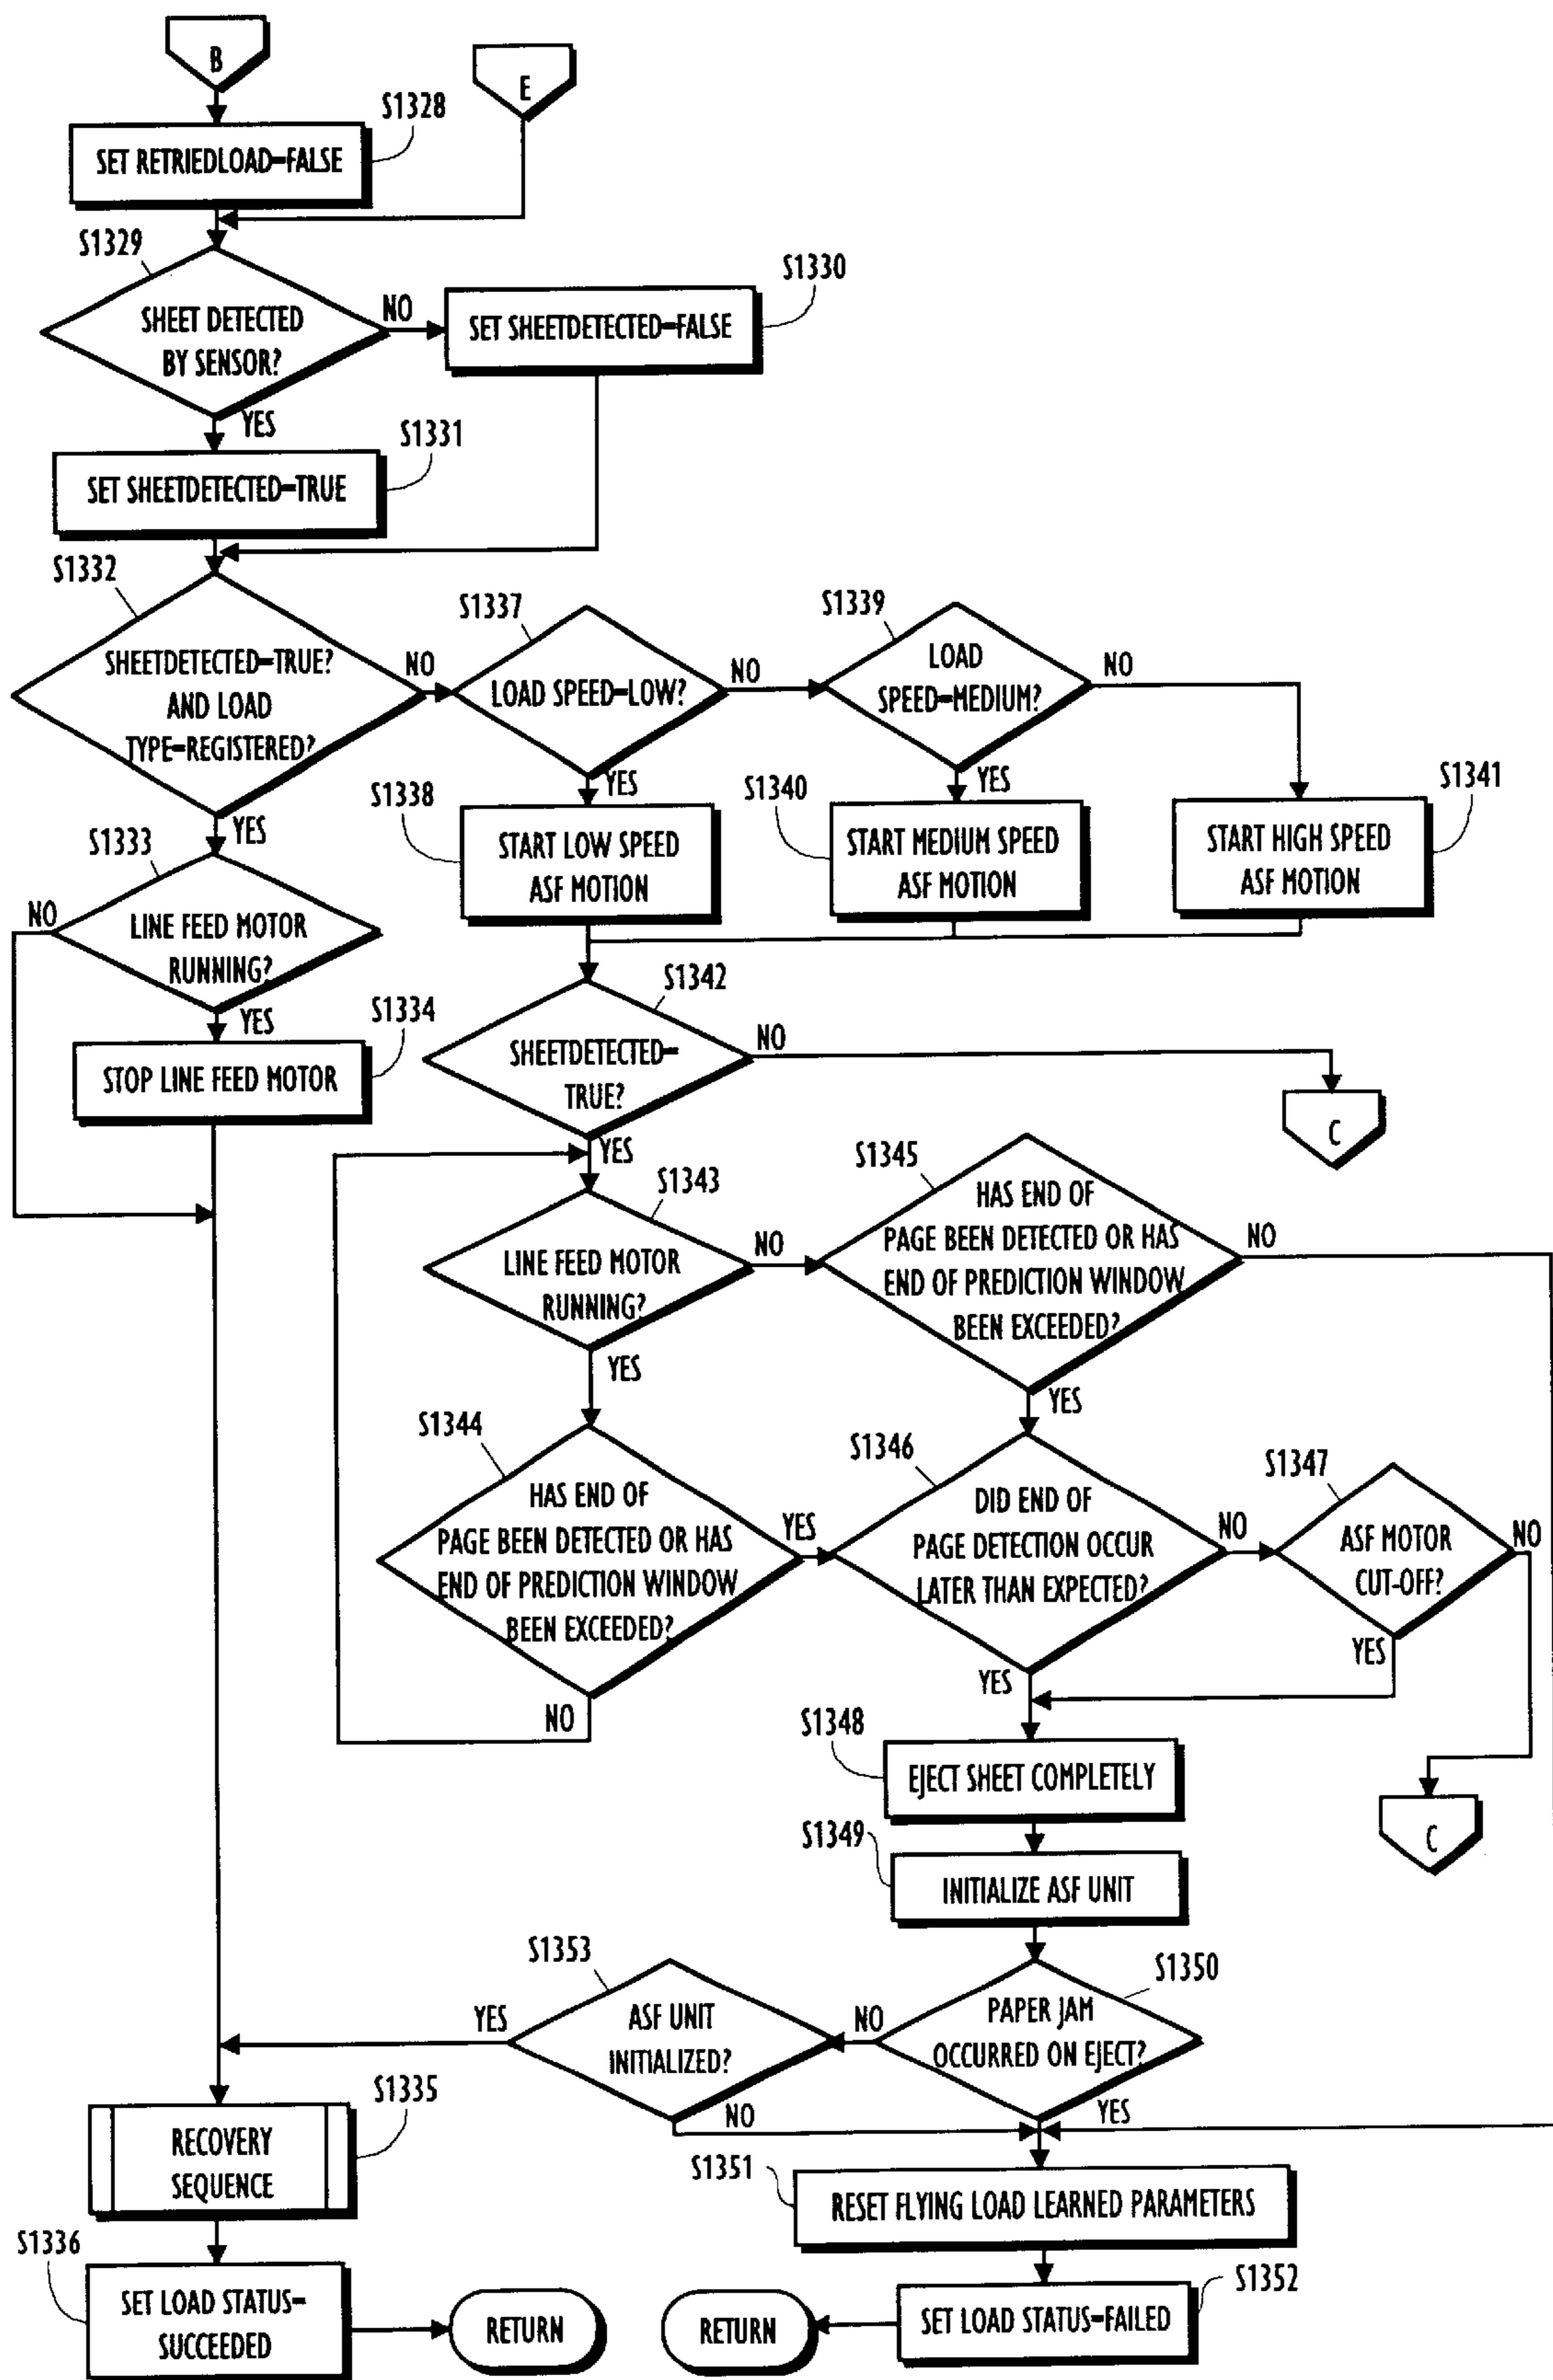 B
E
S1328
SET RETRIEDLOAD=FALSE
S1329
SHEET DETECTED
BY SENSOR?
NO
YES
S1330
SET SHEETDETECTED=FALSE
S1331
SET SHEETDETECTED=TRUE
S1332
SHEETDETECTED=TRUE?
AND LOAD
TYPE=REGISTERED?
NO
YES
S1337
LOAD SPEED=LOW?
NO
YES
S1339
LOAD
SPEED=MEDIUM?
NO
YES
S1338
START LOW SPEED
ASF MOTION
S1340
START MEDIUM SPEED
ASF MOTION
S1341
START HIGH SPEED
ASF MOTION
S1333
LINE FEED MOTOR
RUNNING?
NO
YES
S1334
STOP LINE FEED MOTOR
S1342
SHEETDETECTED=
TRUE?
NO
YES
C
S1343
LINE FEED MOTOR
RUNNING?
NO
YES
S1345
HAS END OF
PAGE BEEN DETECTED OR HAS
END OF PREDICTION WINDOW
BEEN EXCEEDED?
NO
YES
S1344
HAS END OF
PAGE BEEN DETECTED OR HAS
END OF PREDICTION WINDOW
BEEN EXCEEDED?
YES
NO
S1346
DID END OF
PAGE DETECTION OCCUR
LATER THAN EXPECTED?
NO
YES
S1347
ASF MOTOR
CUT-OFF?
NO
YES
C
S1348
EJECT SHEET COMPLETELY
S1349
INITIALIZE ASF UNIT
S1350
PAPER JAM
OCCURRED ON EJECT?
NO
YES
S1353
ASF UNIT
INITIALIZED?
YES
NO
S1335
RECOVERY
SEQUENCE
S1351
RESET FLYING LOAD LEARNED PARAMETERS
S1336
SET LOAD STATUS=
SUCCEEDED
RETURN
RETURN
S1352
SET LOAD STATUS=FAILED